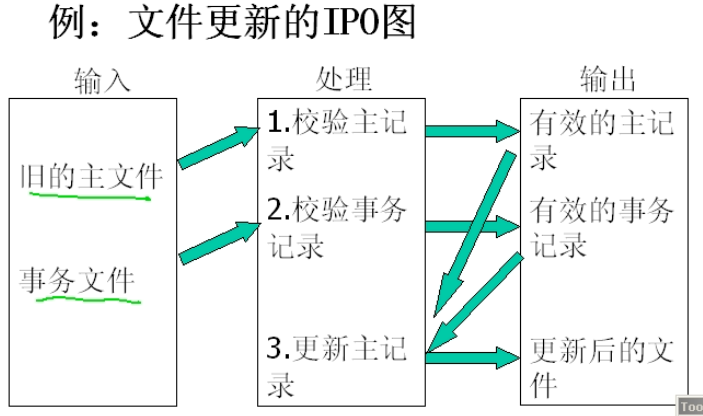 例：文件更新的IPO图
输入
处理
输出
旧的主文件
事务文件
1.校验主记
录
2.校验事务
记录
3.更新主记
录
有效的主记
录
有效的事务
记录
更新后的文
件
Too